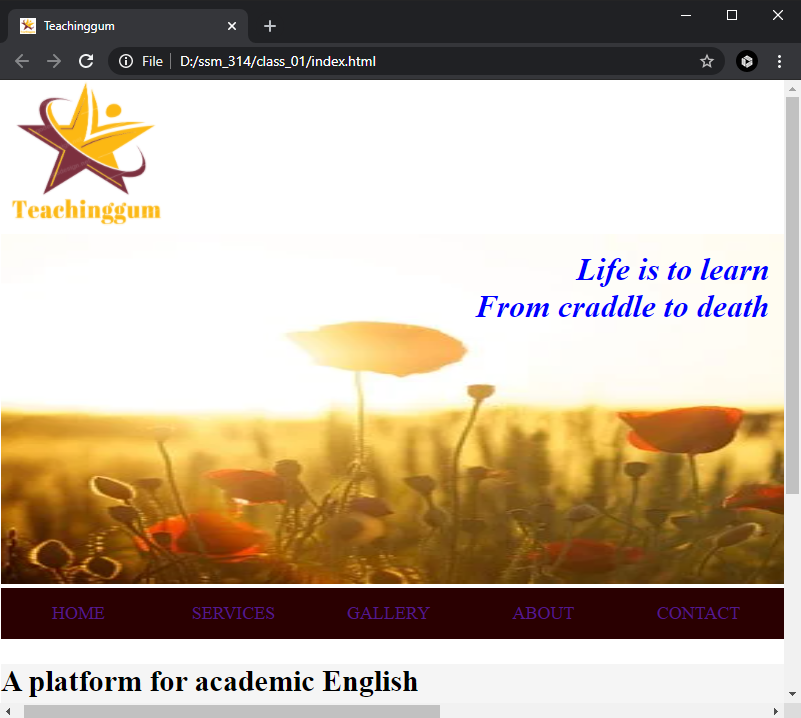 Teachinggum
File
D:/ssm_314/class_01/index.html
Teachinggum
Life is to learn
From craddle to death
HOME SERVICES GALLERY ABOUT CONTACT
A platform for academic English